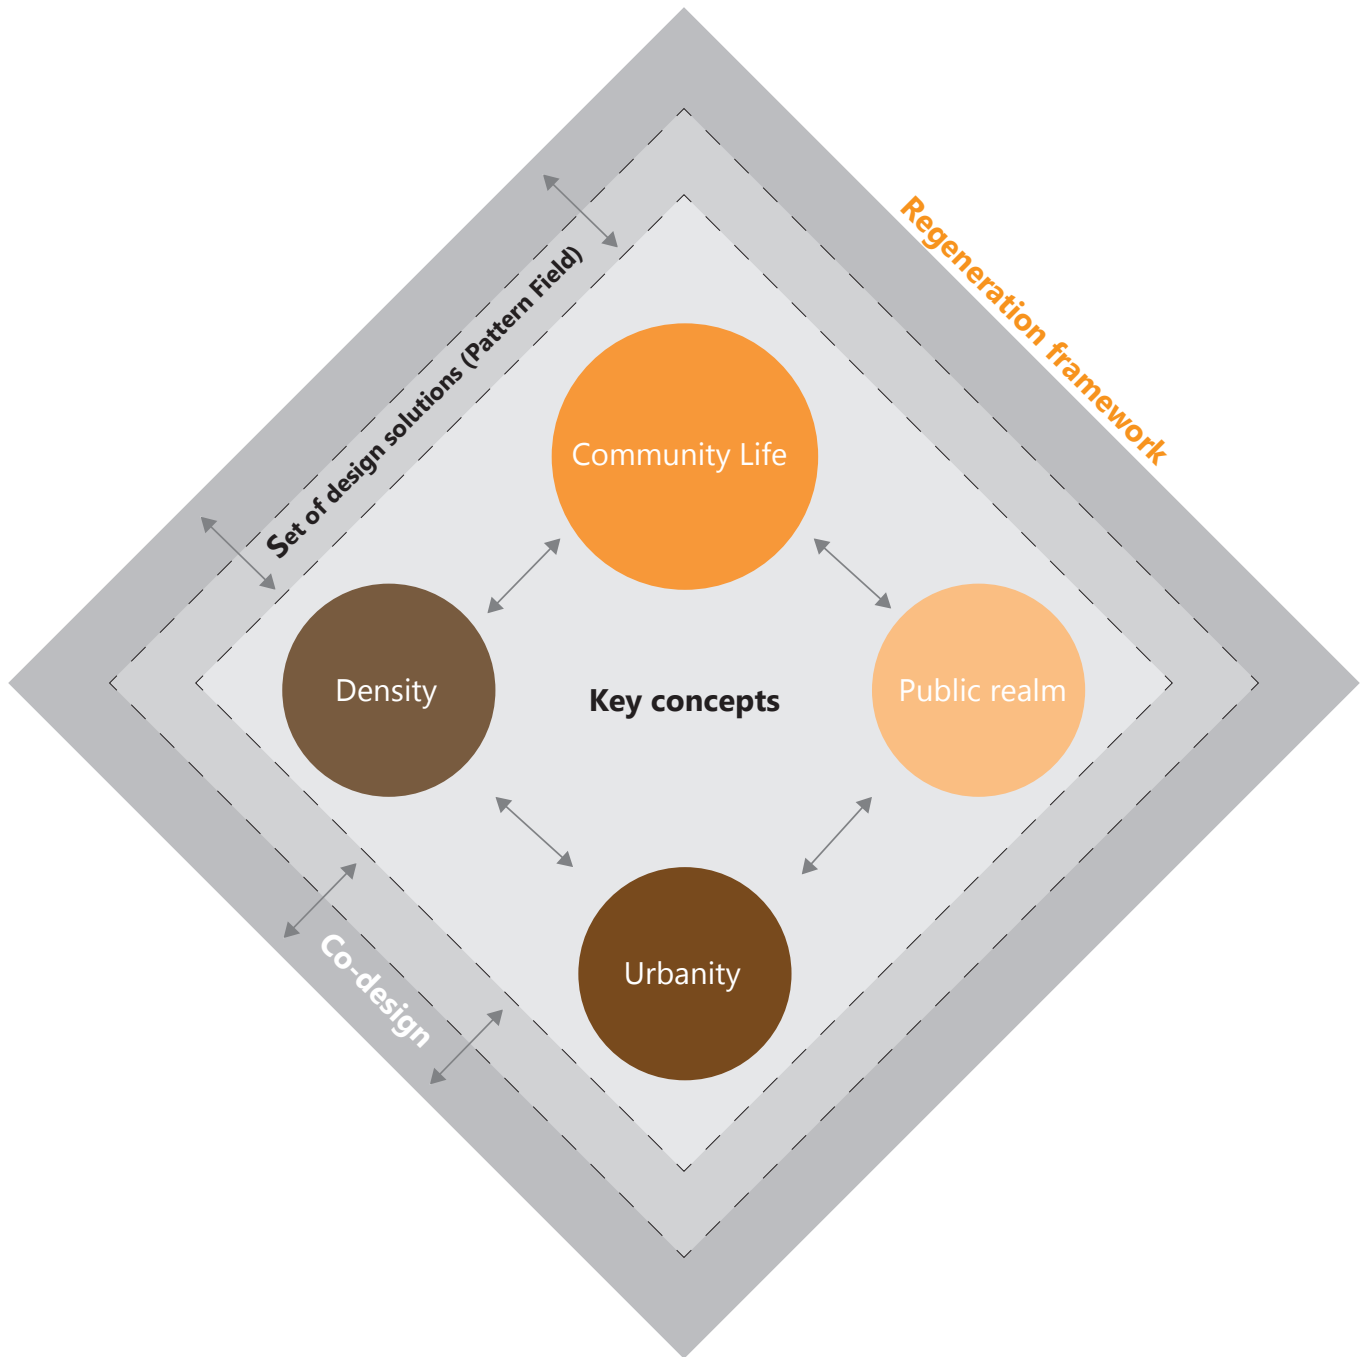 Regeneration framework
Set of design solutions (Pattern Field)
Community Life
Density
Key concepts
Public realm
Urbanity
Co-design